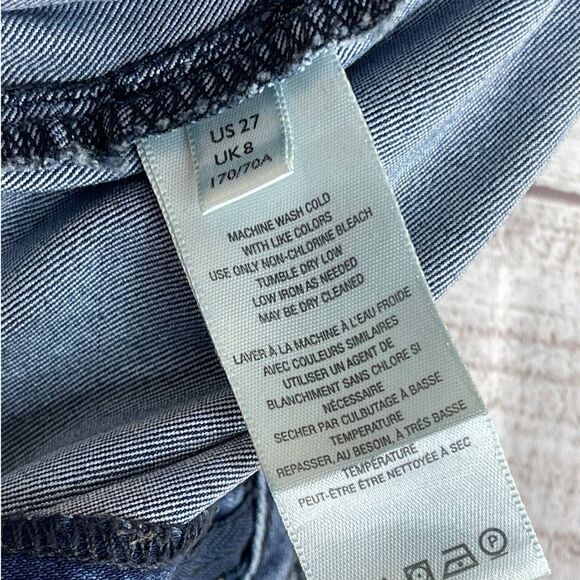 US 27
UK 8
170/70A
MACHINE WASH COLD
WITH LIKE COLORS
USE ONLY NON-CHLORINE BLEACH
TUMBLE DRY LOW
LOW IRON AS NEEDED
MAY BE DRY CLEANED
LAVER À LA MACHINE À L'EAU FROIDE
AVEC COULEURS SIMILAIRES
UTILISER UN AGENT DE
BLANCHIMENT SANS CHLORE SI
NÉCESSAIRE
SECHER PAR CULBUTAGE À BASSE
TEMPERATURE
REPASSER, AU BESOIN, À TRÈS BASSE
TEMPÉRATURE
PEUT-ÊTRE ÊTRE NETTOYÉE À SEC
P